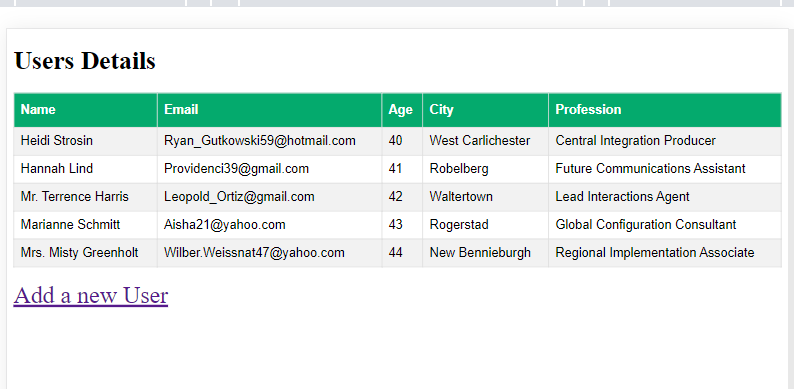 Users Details
Name Email Age City Profession
Heidi Strosin Ryan_Gutkowski59@hotmail.com 40 West Carlichester Central Integration Producer
Hannah Lind Providenci39@gmail.com 41 Robelberg Future Communications Assistant
Mr. Terrence Harris Leopold_Ortiz@gmail.com 42 Waltertown Lead Interactions Agent
Marianne Schmitt Aisha21@yahoo.com 43 Rogerstad Global Configuration Consultant
Mrs. Misty Greenholt Wilber.Weissnat47@yahoo.com 44 New Bennieburgh Regional Implementation Associate
Add a new User